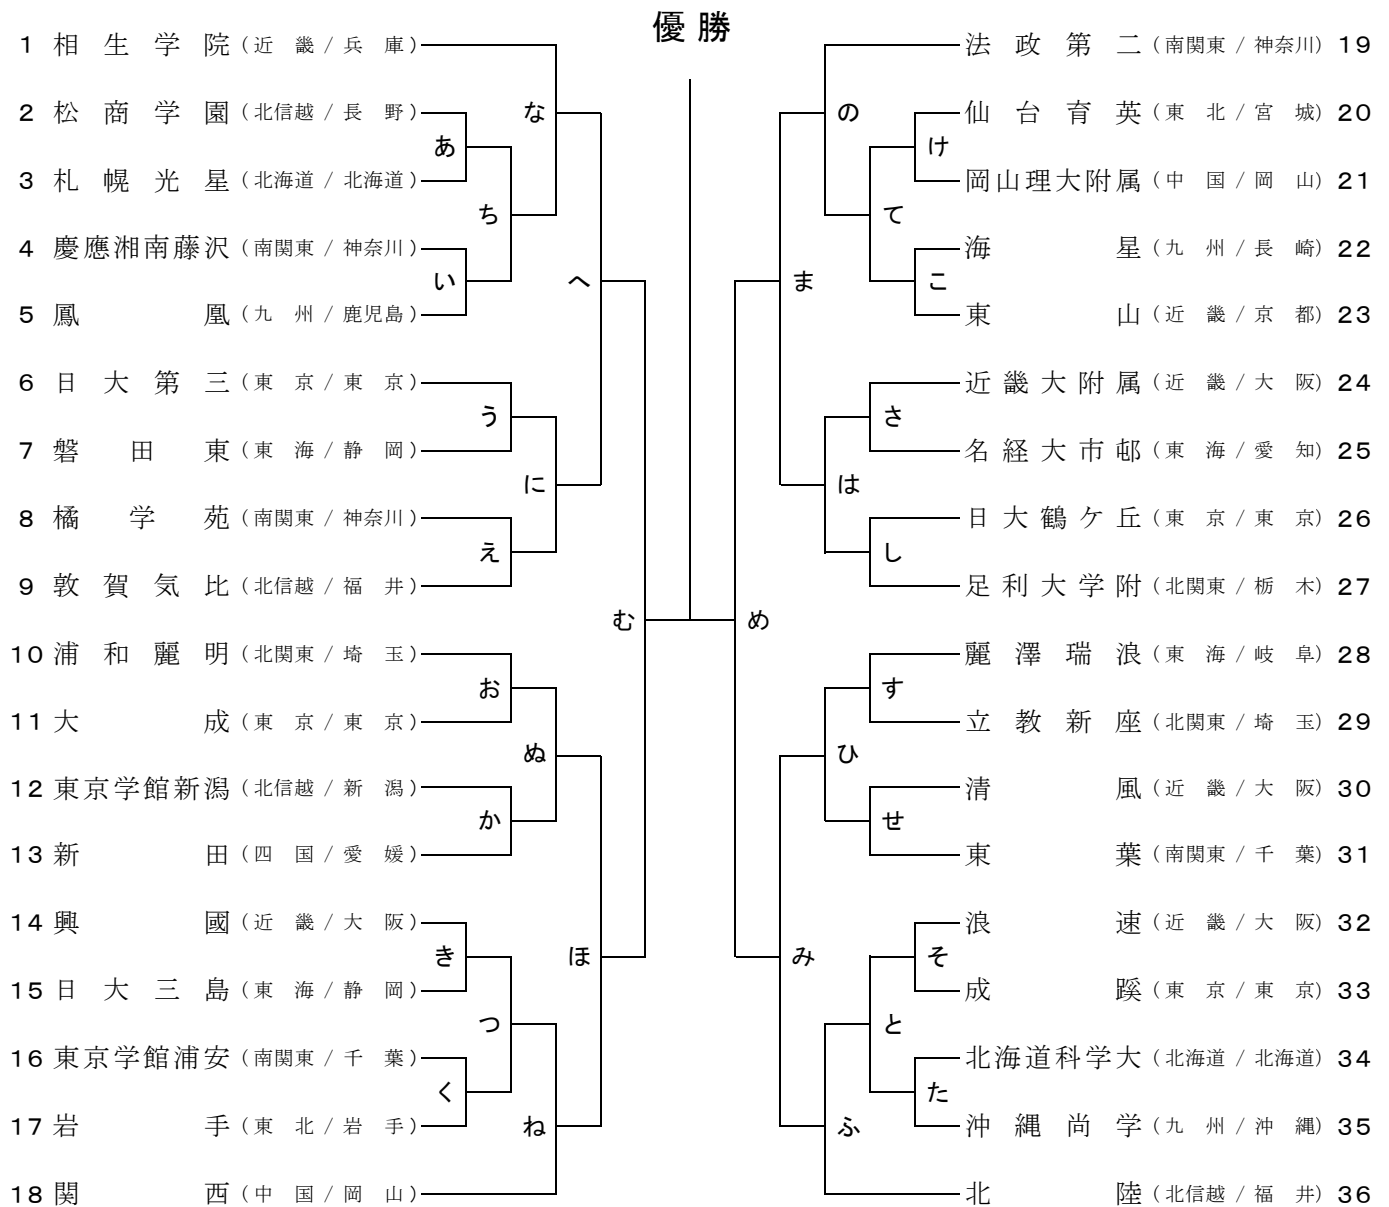 優勝
1 相生学院 (近畿/兵庫)
な
2 松商学園 (北信越/長野)
あ
3 札幌光星 (北海道/北海道)
ち
4 慶應湘南藤沢 (南関東/神奈川)
い
へ
5 鳳凰 (九州/鹿児島)
6 日大第三 (東京/東京)
う
7 磐田東 (東海/静岡)
に
8 橘学苑 (南関東/神奈川)
え
9 敦賀気比 (北信越/福井)
む
10 浦和麗明 (北関東/埼玉)
お
11 大成 (東京/東京)
ぬ
12 東京学館新潟 (北信越/新潟)
か
13 新田 (四国/愛媛)
14 興國 (近畿/大阪)
き
ほ
15 日大三島 (東海/静岡)
つ
16 東京学館浦安 (南関東/千葉)
く
17 岩手 (東北/岩手)
ね
18 関西 (中国/岡山)
法政第二 (南関東/神奈川) 19
の
仙台育英 (東北/宮城) 20
け
岡山理大附属 (中国/岡山) 21
て
海星 (九州/長崎) 22
ま
こ
東山 (近畿/京都) 23
近畿大附属 (近畿/大阪) 24
さ
名経大市邨 (東海/愛知) 25
は
日大鶴ケ丘 (東京/東京) 26
し
足利大学附 (北関東/栃木) 27
め
麗澤瑞浪 (東海/岐阜) 28
す
立教新座 (北関東/埼玉) 29
ひ
清風 (近畿/大阪) 30
せ
東葉 (南関東/千葉) 31
浪速 (近畿/大阪) 32
み
そ
成蹊 (東京/東京) 33
と
北海道科学大 (北海道/北海道) 34
た
沖縄尚学 (九州/沖縄) 35
ふ
北陸 (北信越/福井) 36